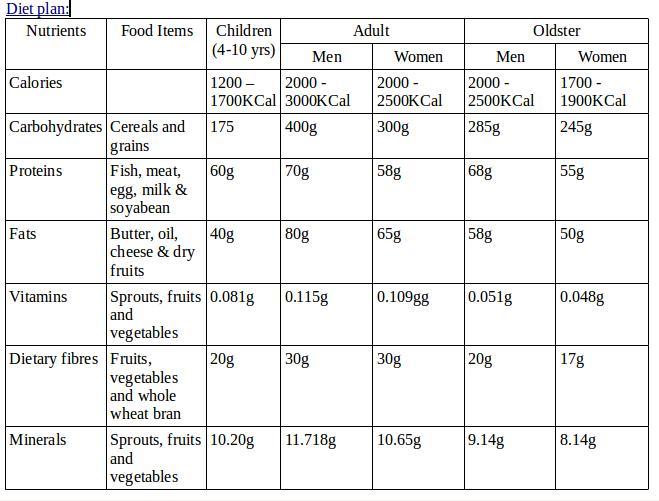 Diet plan:
Nutrients Food Items Children (4-10 yrs) Adult Oldster
Men Women Men Women
Calories 1200 – 1700KCal 2000 - 3000KCal 2000 - 2500KCal 2000 - 2500KCal 1700 - 1900KCal
Carbohydrates Cereals and grains 175 400g 300g 285g 245g
Proteins Fish, meat, egg, milk & soyabean 60g 70g 58g 68g 55g
Fats Butter, oil, cheese & dry fruits 40g 80g 65g 58g 50g
Vitamins Sprouts, fruits and vegetables 0.081g 0.115g 0.109gg 0.051g 0.048g
Dietary fibres Fruits, vegetables and whole wheat bran 20g 30g 30g 20g 17g
Minerals Sprouts, fruits and vegetables 10.20g 11.718g 10.65g 9.14g 8.14g